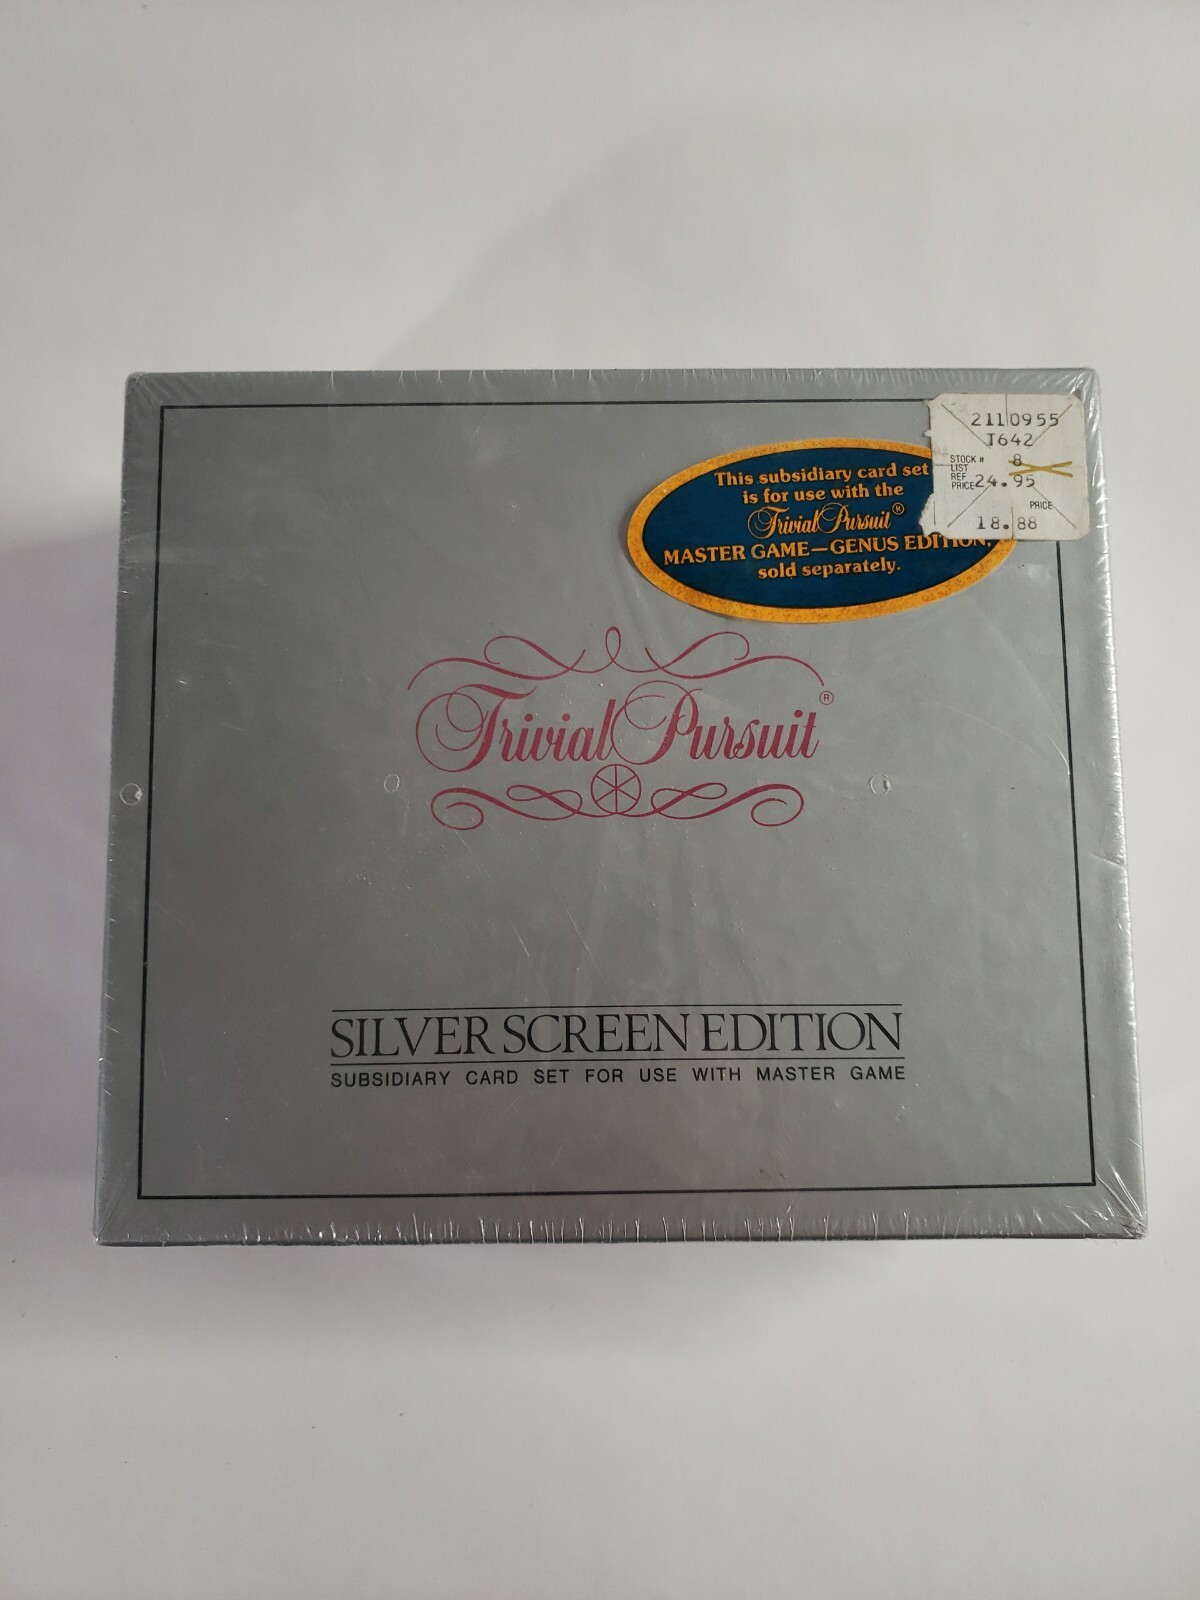 2110955
T642
STOCK # 8
LIST
REF
PRICE 24.95
PRICE
18.88
This subsidiary card set
is for use with the
Trivial Pursuit®
MASTER GAME—GENUS EDITION,
sold separately.
Trivial Pursuit®
SILVER SCREEN EDITION
SUBSIDIARY CARD SET FOR USE WITH MASTER GAME